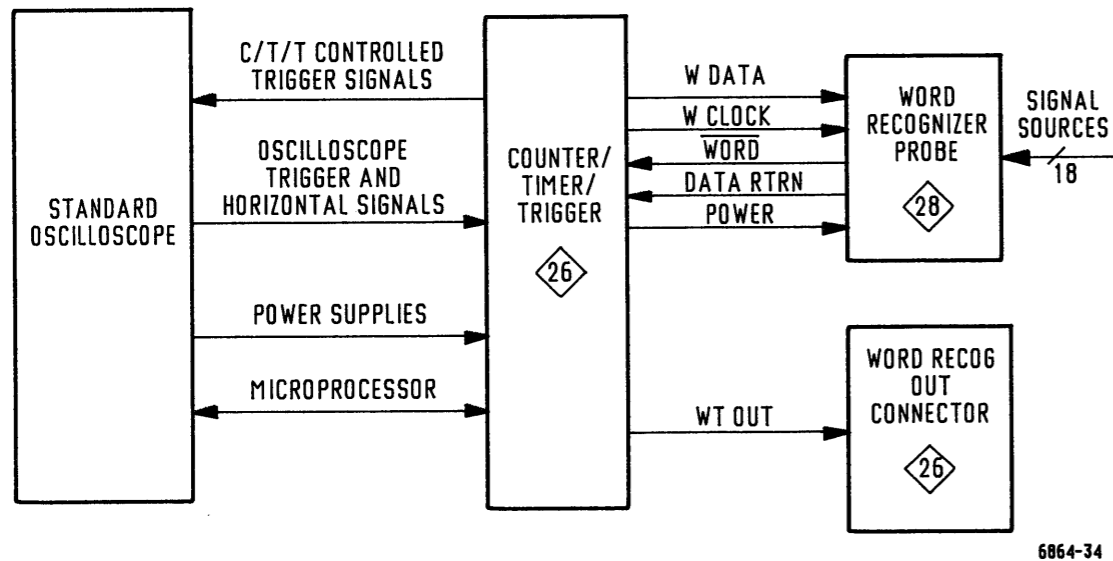 STANDARD
OSCILLOSCOPE
C/T/T CONTROLLED
TRIGGER SIGNALS
OSCILLOSCOPE
TRIGGER AND
HORIZONTAL SIGNALS
POWER SUPPLIES
MICROPROCESSOR
COUNTER/
TIMER/
TRIGGER
26
W DATA
W CLOCK
WORD
DATA RTRN
POWER
WT OUT
WORD
RECOGNIZER
PROBE
28
SIGNAL
SOURCES
18
WORD RECOG
OUT
CONNECTOR
26
6864-34